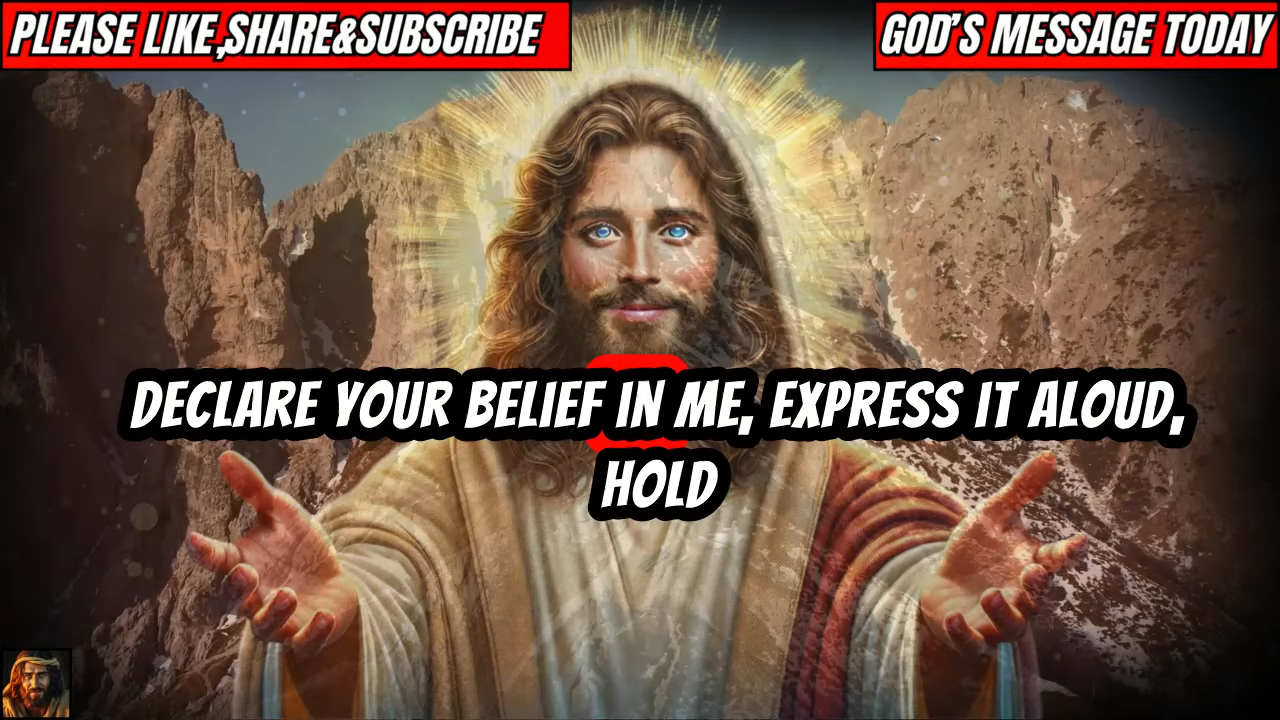 PLEASE LIKE,SHARE&SUBSCRIBE
GOD'S MESSAGE TODAY
DECLARE YOUR BELIEF IN ME, EXPRESS IT ALOUD,
HOLD